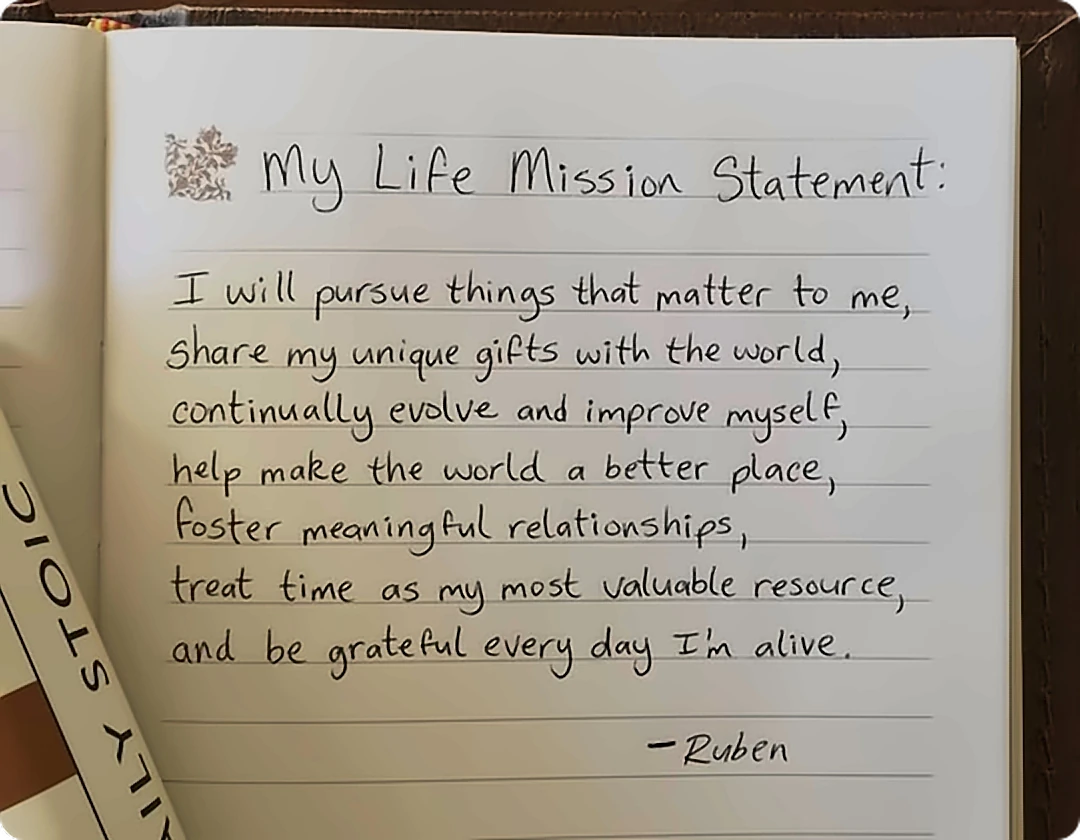 My Life Mission Statement:
I will pursue things that matter to me,
share my unique gifts with the world,
continually evolve and improve myself,
help make the world a better place,
foster meaningful relationships,
treat time as my most valuable resource,
and be grateful every day I'm alive.
– Ruben
ILY STOIC